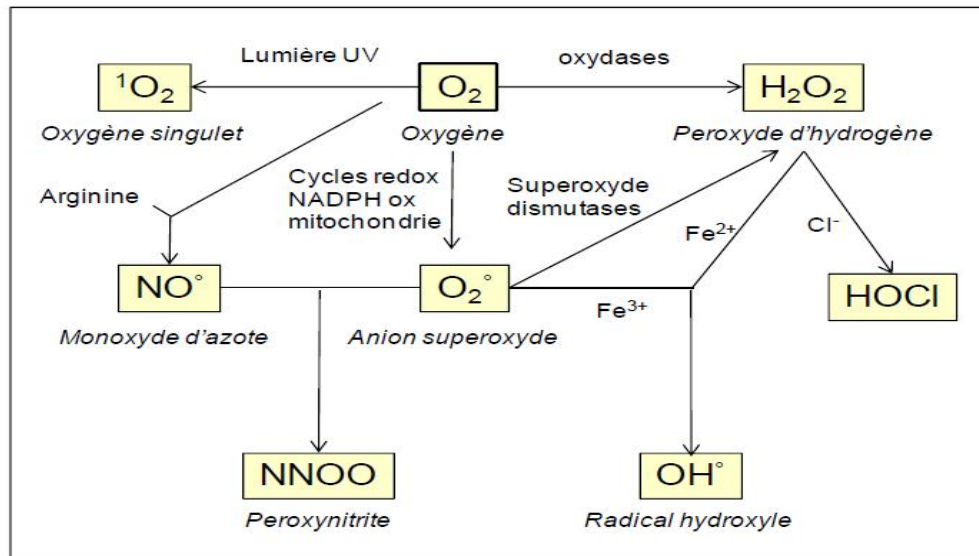 Lumière UV
oxydases
¹O₂
O₂
H₂O₂
Oxygène singulet
Oxygène
Peroxyde d'hydrogène
Arginine
Cycles redox
NADPH ox
mitochondrie
Superoxyde
dismutases
Fe²⁺
Cl⁻
NO°
O₂°
Fe³⁺
HOCl
Monoxyde d'azote
Anion superoxyde
NNOO
OH°
Peroxynitrite
Radical hydroxyle